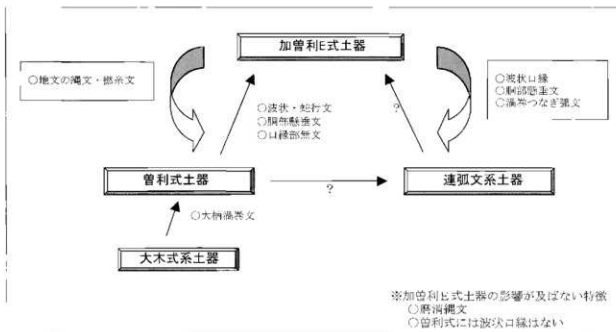 加曽利E式土器
○地文の縄文・撚糸文
○波状口縁
○胴部懸垂文
○渦巻つなぎ弧文
○波状・蛇行文
○胴部懸垂文
○口縁部無文
?
曽利式土器
?
連弧文系土器
○大柄渦巻文
大木式系土器
※加曽利E式土器の影響が及ばない特徴
○磨消縄文
○曽利式には波状口縁はない